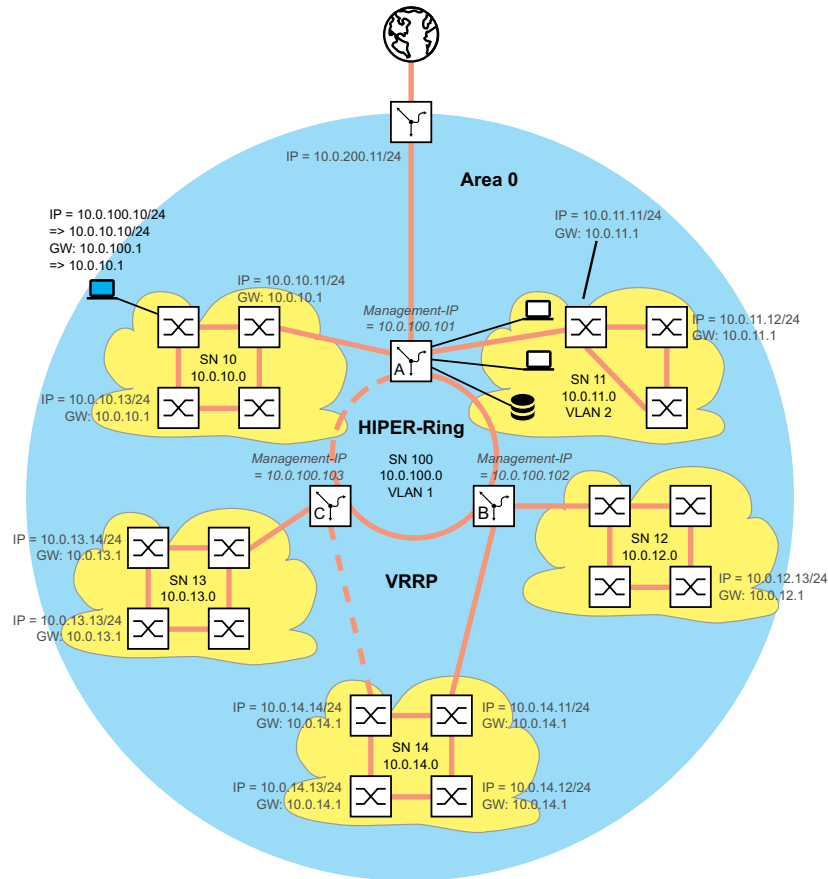 IP = 10.0.200.11/24
Area 0
IP = 10.0.100.10/24
=> 10.0.10.10/24
GW: 10.0.100.1
=> 10.0.10.1
IP = 10.0.11.11/24
GW: 10.0.11.1
IP = 10.0.10.11/24
GW: 10.0.10.1
Management-IP
= 10.0.100.101
IP = 10.0.11.12/24
GW: 10.0.11.1
SN 10
10.0.10.0
A
SN 11
10.0.11.0
VLAN 2
IP = 10.0.10.13/24
GW: 10.0.10.1
HIPER-Ring
Management-IP
= 10.0.100.103
SN 100
10.0.100.0
VLAN 1
Management-IP
= 10.0.100.102
C
B
IP = 10.0.13.14/24
GW: 10.0.13.1
SN 12
10.0.12.0
SN 13
10.0.13.0
VRRP
IP = 10.0.12.13/24
GW: 10.0.12.1
IP = 10.0.13.13/24
GW: 10.0.13.1
IP = 10.0.14.14/24
GW: 10.0.14.1
IP = 10.0.14.11/24
GW: 10.0.14.1
SN 14
10.0.14.0
IP = 10.0.14.13/24
GW: 10.0.14.1
IP = 10.0.14.12/24
GW: 10.0.14.1